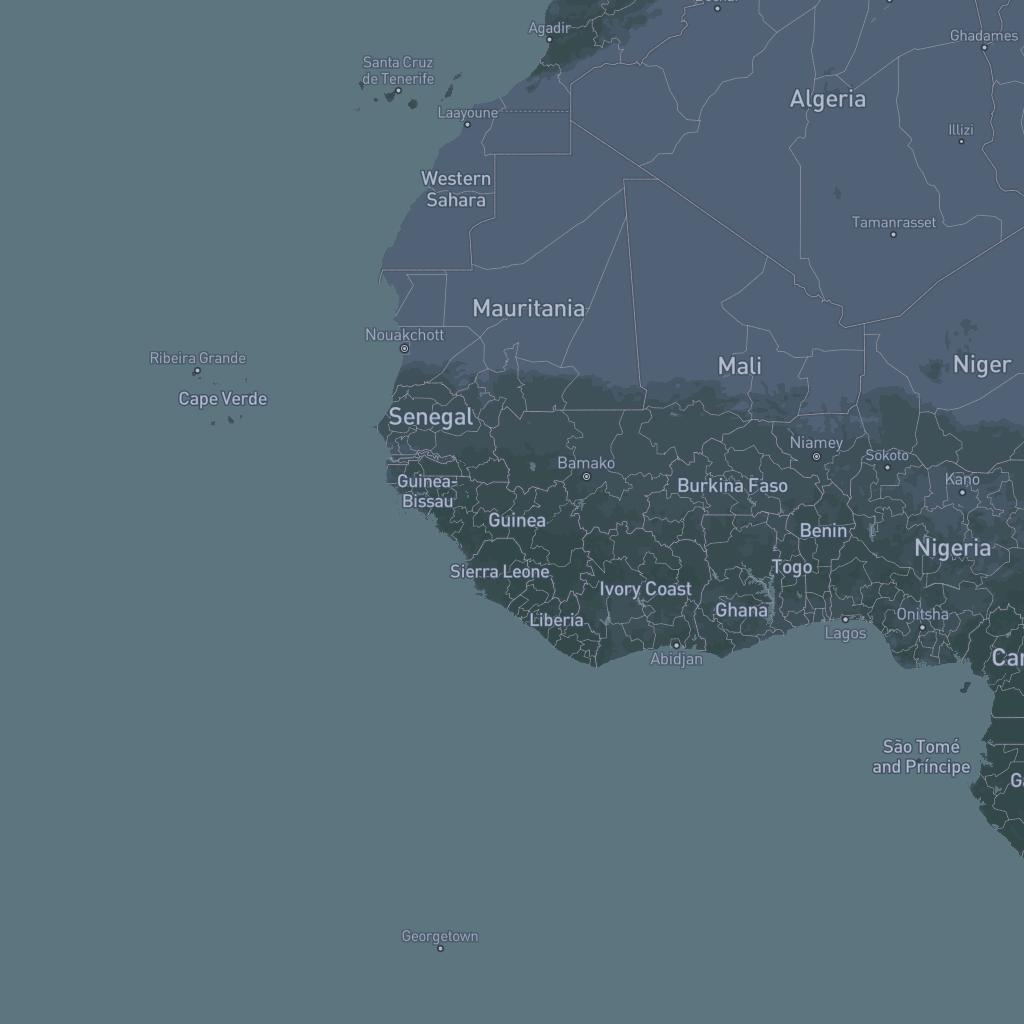 Agadir
Ghadames
Santa Cruz
de Tenerife
Algeria
Laayoune
Illizi
Western
Sahara
Tamanrasset
Mauritania
Nouakchott
Ribeira Grande
Mali
Niger
Cape Verde
Senegal
Niamey
Sokoto
Bamako
Kano
Guinea-
Bissau
Burkina Faso
Guinea
Benin
Nigeria
Sierra Leone
Togo
Ivory Coast
Ghana
Liberia
Onitsha
Lagos
Abidjan
São Tomé
and Príncipe
Georgetown